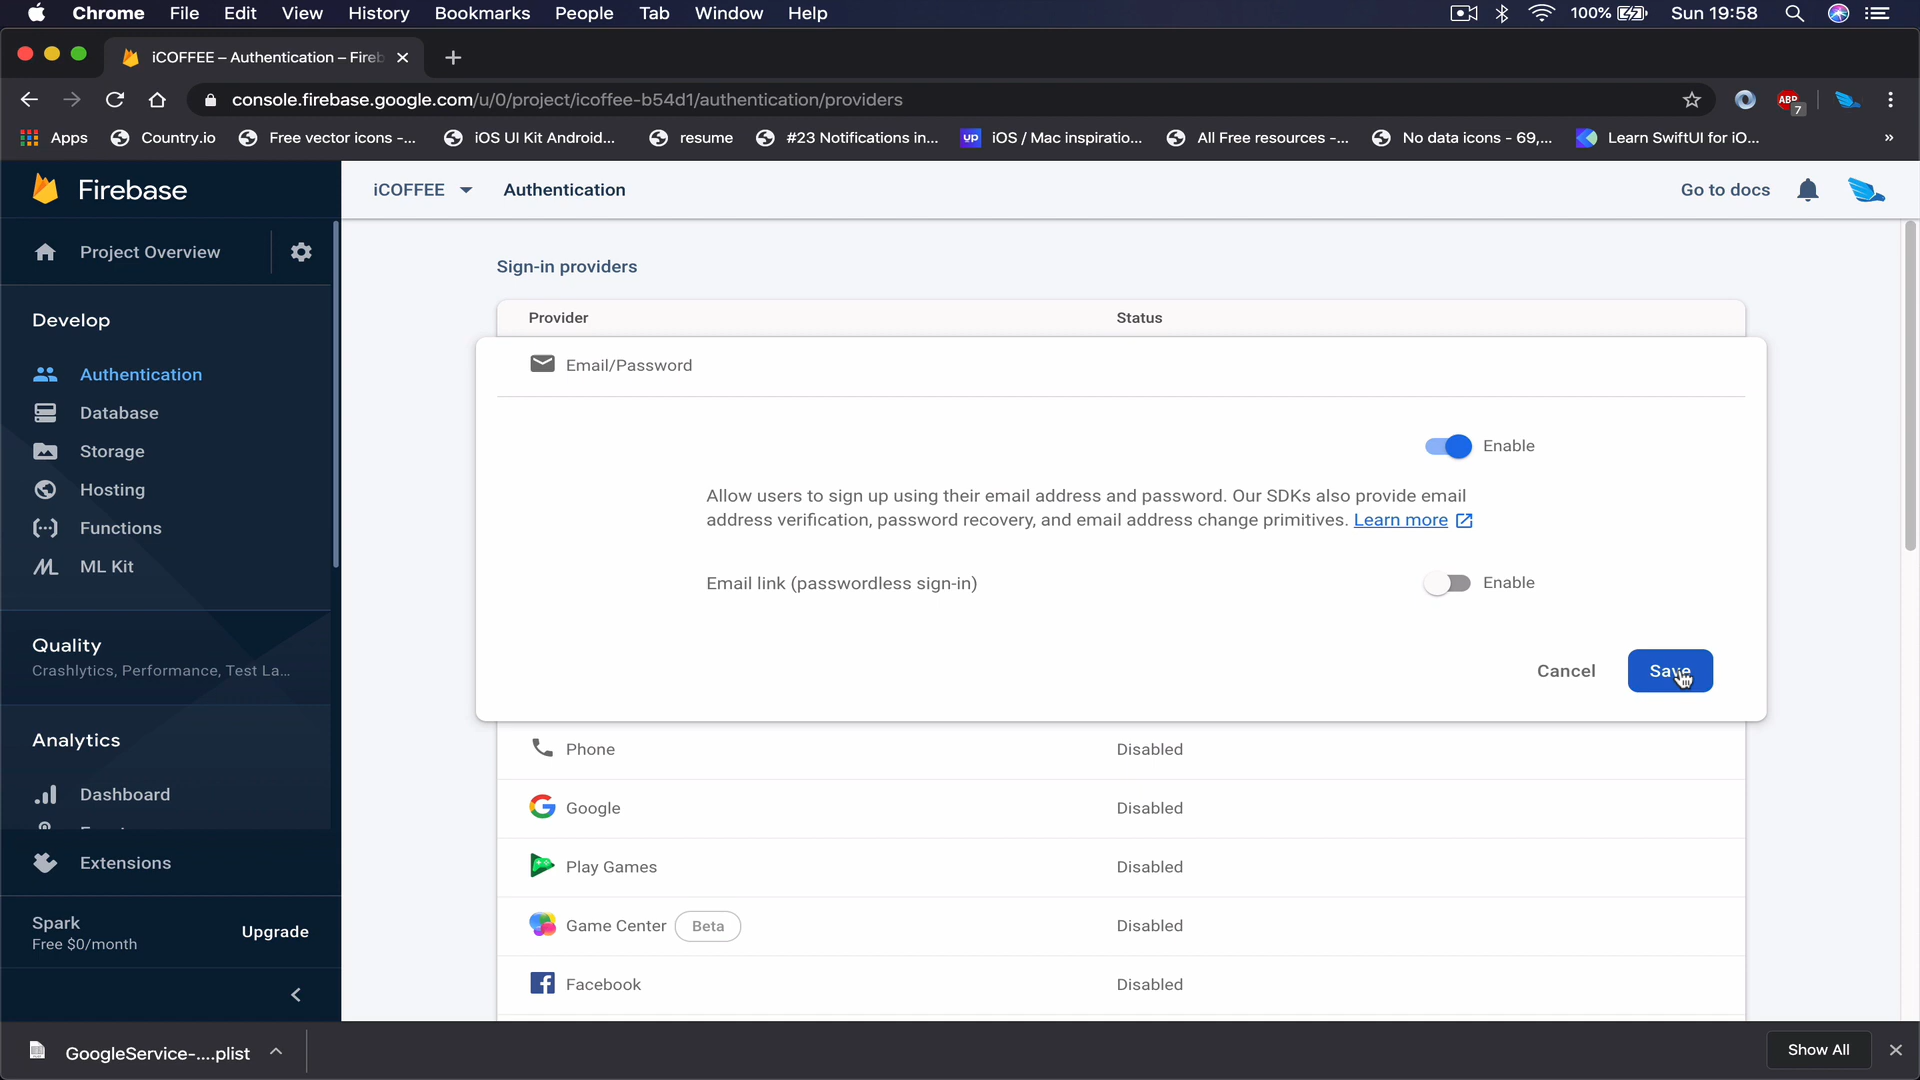 Chrome File Edit View History Bookmarks People Tab Window Help 100% Sun 19:58
iCOFFEE – Authentication – Fireb
console.firebase.google.com/u/0/project/icoffee-b54d1/authentication/providers ABP 7
Apps Country.io Free vector icons -... iOS UI Kit Android... resume #23 Notifications in... UP iOS / Mac inspiratio... All Free resources -... No data icons - 69,... Learn SwiftUI for iO... »
Firebase
iCOFFEE Authentication Go to docs
Project Overview
Develop
Authentication
Database
Storage
Hosting
Functions
ML Kit
Quality
Crashlytics, Performance, Test La...
Analytics
Dashboard
Extensions
Spark
Free $0/month
Upgrade
Sign-in providers
Provider Status
Email/Password
Enable
Allow users to sign up using their email address and password. Our SDKs also provide email
address verification, password recovery, and email address change primitives. Learn more
Email link (passwordless sign-in) Enable
Cancel Save
Phone Disabled
Google Disabled
Play Games Disabled
Game Center Beta Disabled
Facebook Disabled
GoogleService-....plist Show All